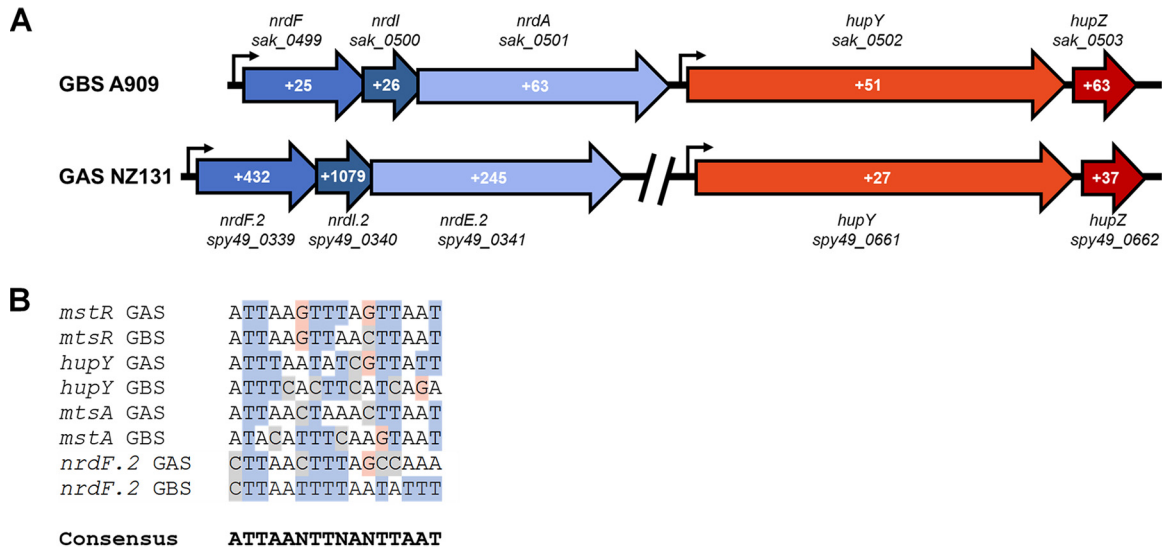 A
nrdF nrdI nrdA hupY hupZ
sak_0499 sak_0500 sak_0501 sak_0502 sak_0503
GBS A909 +25 +26 +63 +51 +63
GAS NZ131 +432 +1079 +245 +27 +37
nrdF.2 nrdI.2 nrdE.2 hupY hupZ
spy49_0339 spy49_0340 spy49_0341 spy49_0661 spy49_0662
B
mstR GAS ATTAAGTTTAGTTAAT
mtsR GBS ATTAAGTTAACTTAAT
hupY GAS ATTTAATATCGTTATT
hupY GBS ATTTCACTTCATCAGA
mtsA GAS ATTAACTAAACTTAAT
mstA GBS ATACATTTCAAGTAAT
nrdF.2 GAS CTTAACTTTAGCCAAA
nrdF.2 GBS CTTAATTTTAATATTT
Consensus ATTAANTTNANTTAAT